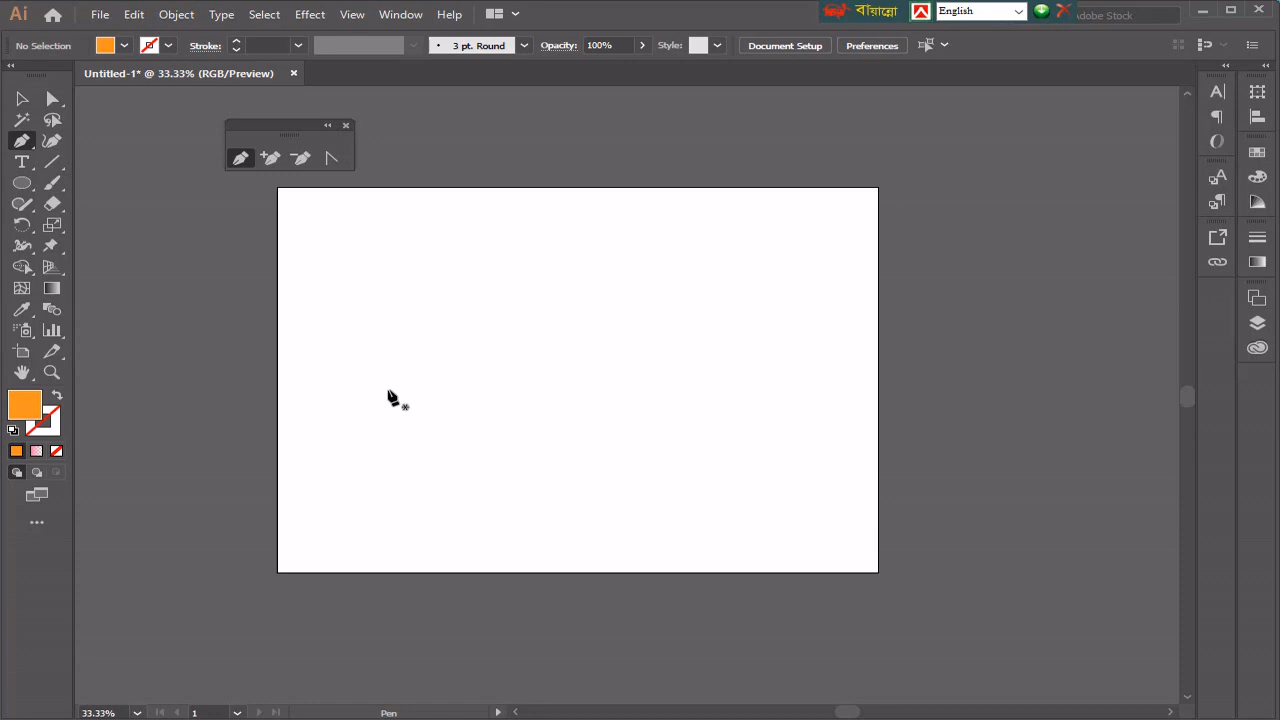 Ai File Edit Object Type Select Effect View Window Help বায়ান্নো English Adobe Stock
No Selection Stroke: 3 pt. Round Opacity: 100% Style: Document Setup Preferences
Untitled-1* @ 33.33% (RGB/Preview)
33.33% 1 Pen